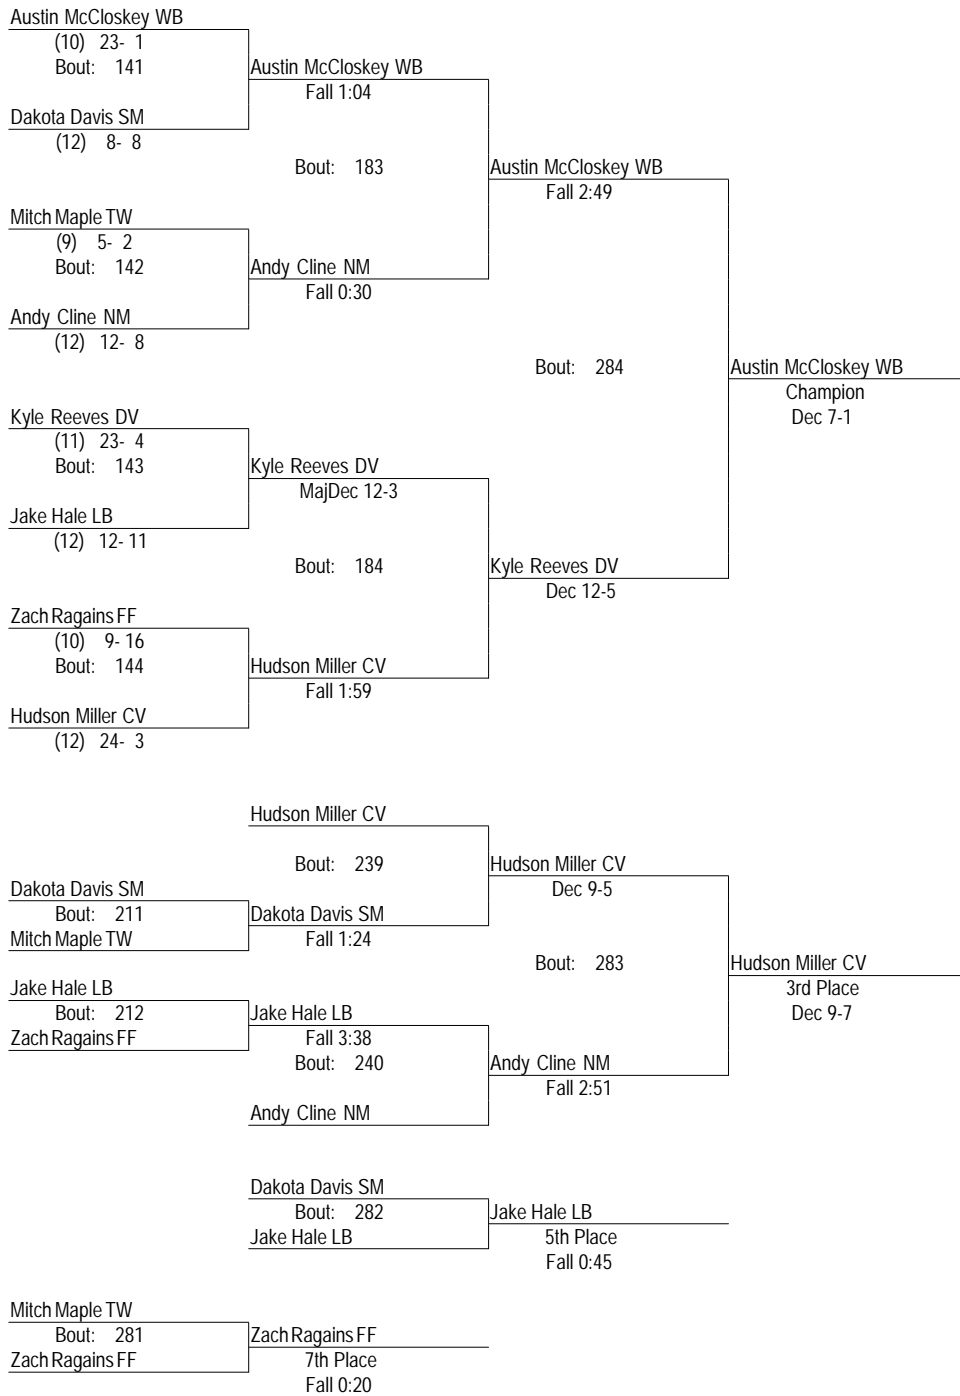 Austin McCloskey WB
(10) 23- 1
Bout: 141
Austin McCloskey WB
Fall 1:04
Dakota Davis SM
(12) 8- 8
Bout: 183
Austin McCloskey WB
Fall 2:49
Mitch Maple TW
(9) 5- 2
Bout: 142
Andy Cline NM
Fall 0:30
Andy Cline NM
(12) 12- 8
Bout: 284
Austin McCloskey WB
Champion
Dec 7-1
Kyle Reeves DV
(11) 23- 4
Bout: 143
Kyle Reeves DV
MajDec 12-3
Jake Hale LB
(12) 12- 11
Bout: 184
Kyle Reeves DV
Dec 12-5
Zach Ragains FF
(10) 9- 16
Bout: 144
Hudson Miller CV
Fall 1:59
Hudson Miller CV
(12) 24- 3
Hudson Miller CV
Bout: 239
Hudson Miller CV
Dec 9-5
Dakota Davis SM
Bout: 211
Mitch Maple TW
Dakota Davis SM
Fall 1:24
Bout: 283
Hudson Miller CV
3rd Place
Dec 9-7
Jake Hale LB
Bout: 212
Zach Ragains FF
Jake Hale LB
Fall 3:38
Bout: 240
Andy Cline NM
Fall 2:51
Andy Cline NM
Dakota Davis SM
Bout: 282
Jake Hale LB
Jake Hale LB
5th Place
Fall 0:45
Mitch Maple TW
Bout: 281
Zach Ragains FF
Zach Ragains FF
7th Place
Fall 0:20